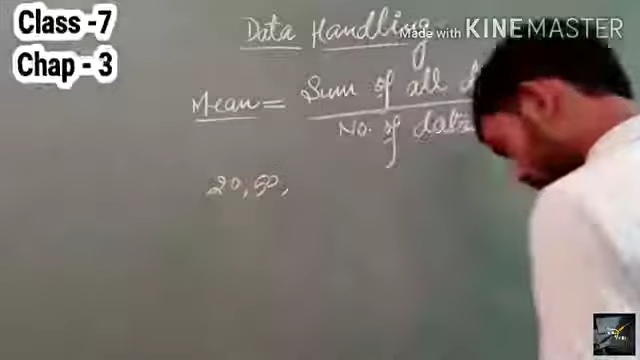 Class -7
Chap - 3
Made with KINEMASTER
Data Handling
Mean = Sum of all
No. of data
20, 50,